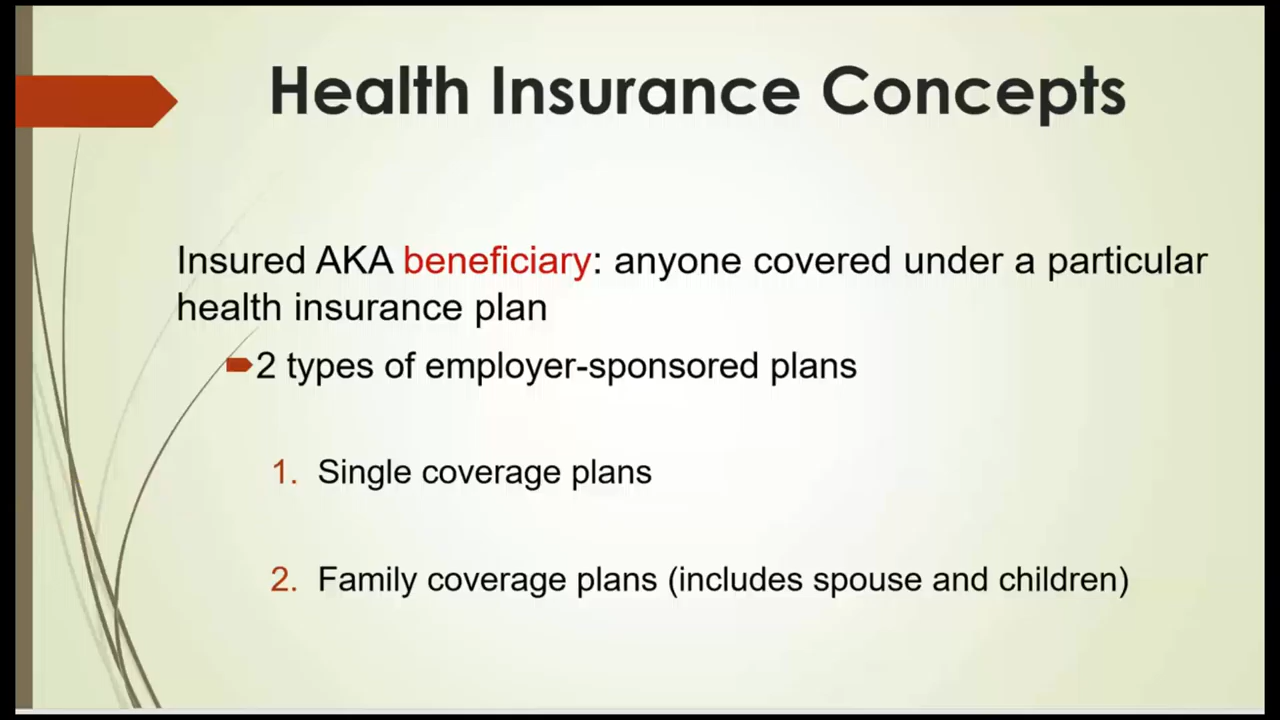 Health Insurance Concepts
Insured AKA beneficiary: anyone covered under a particular
health insurance plan
2 types of employer-sponsored plans
1. Single coverage plans
2. Family coverage plans (includes spouse and children)